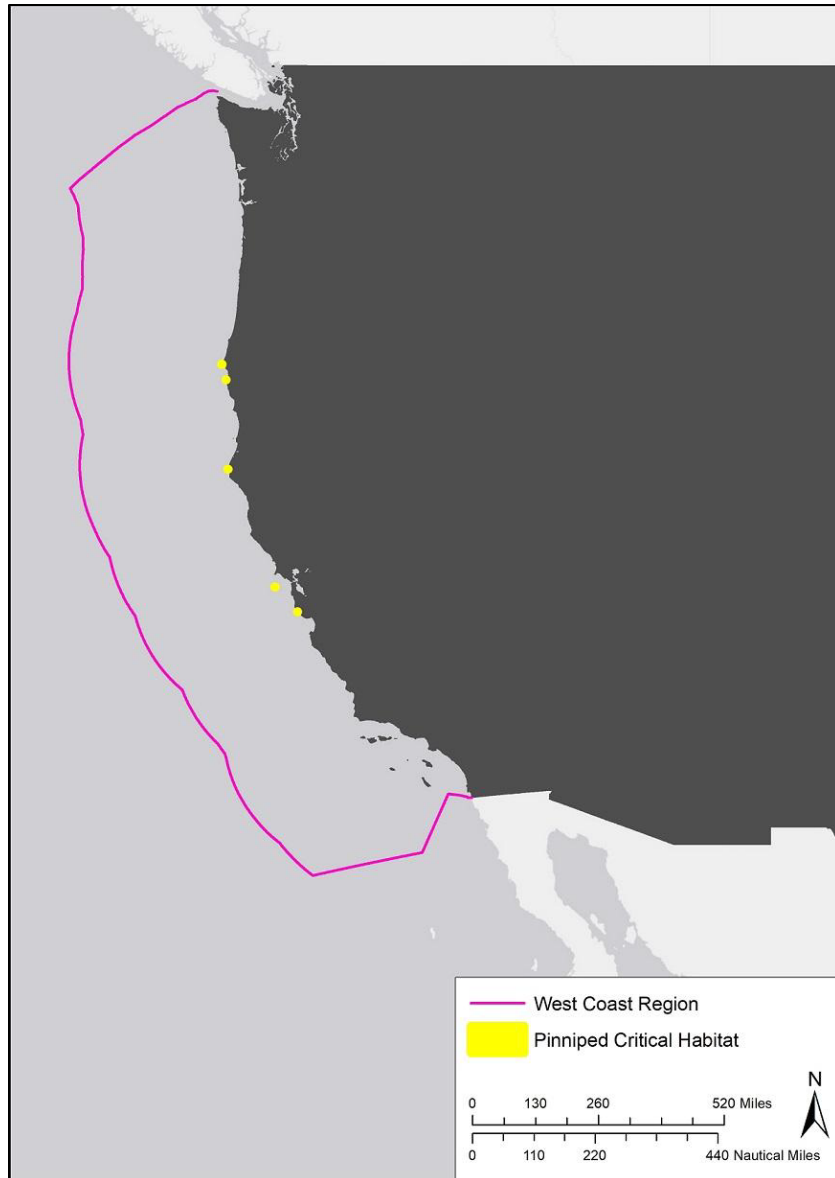 West Coast Region
Pinniped Critical Habitat
N
0 130 260 520 Miles
0 110 220 440 Nautical Miles